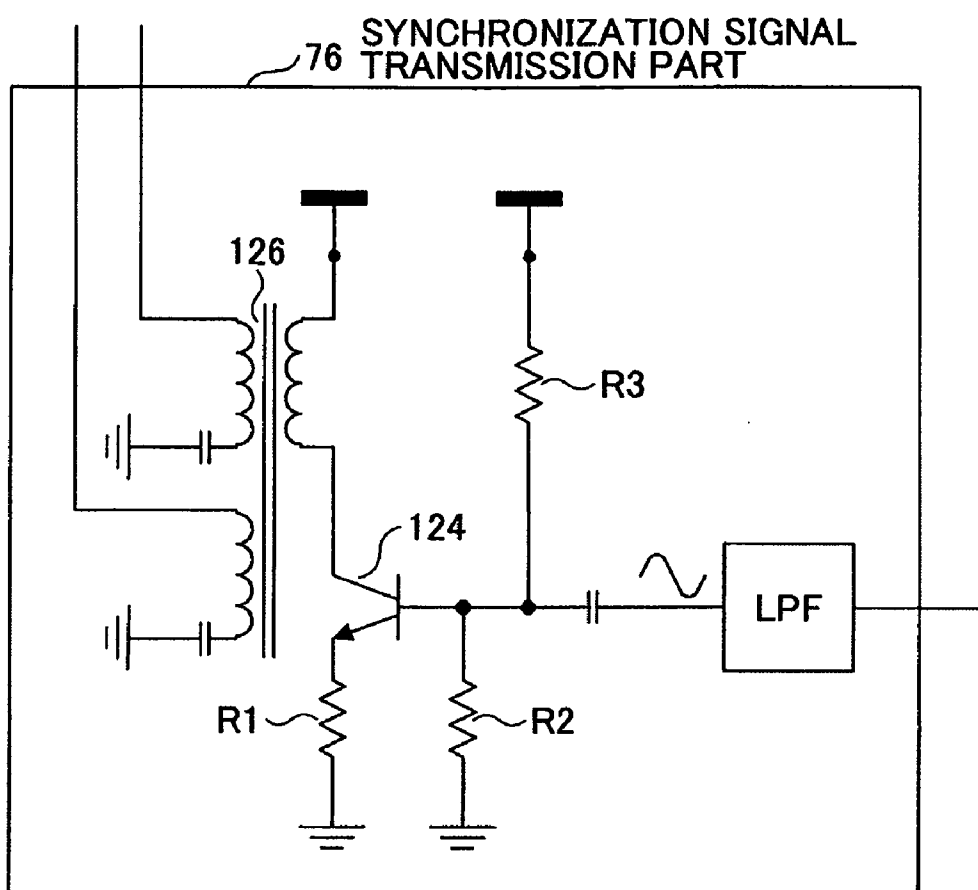 76 SYNCHRONIZATION SIGNAL
TRANSMISSION PART
126
R3
124
LPF
R1
R2